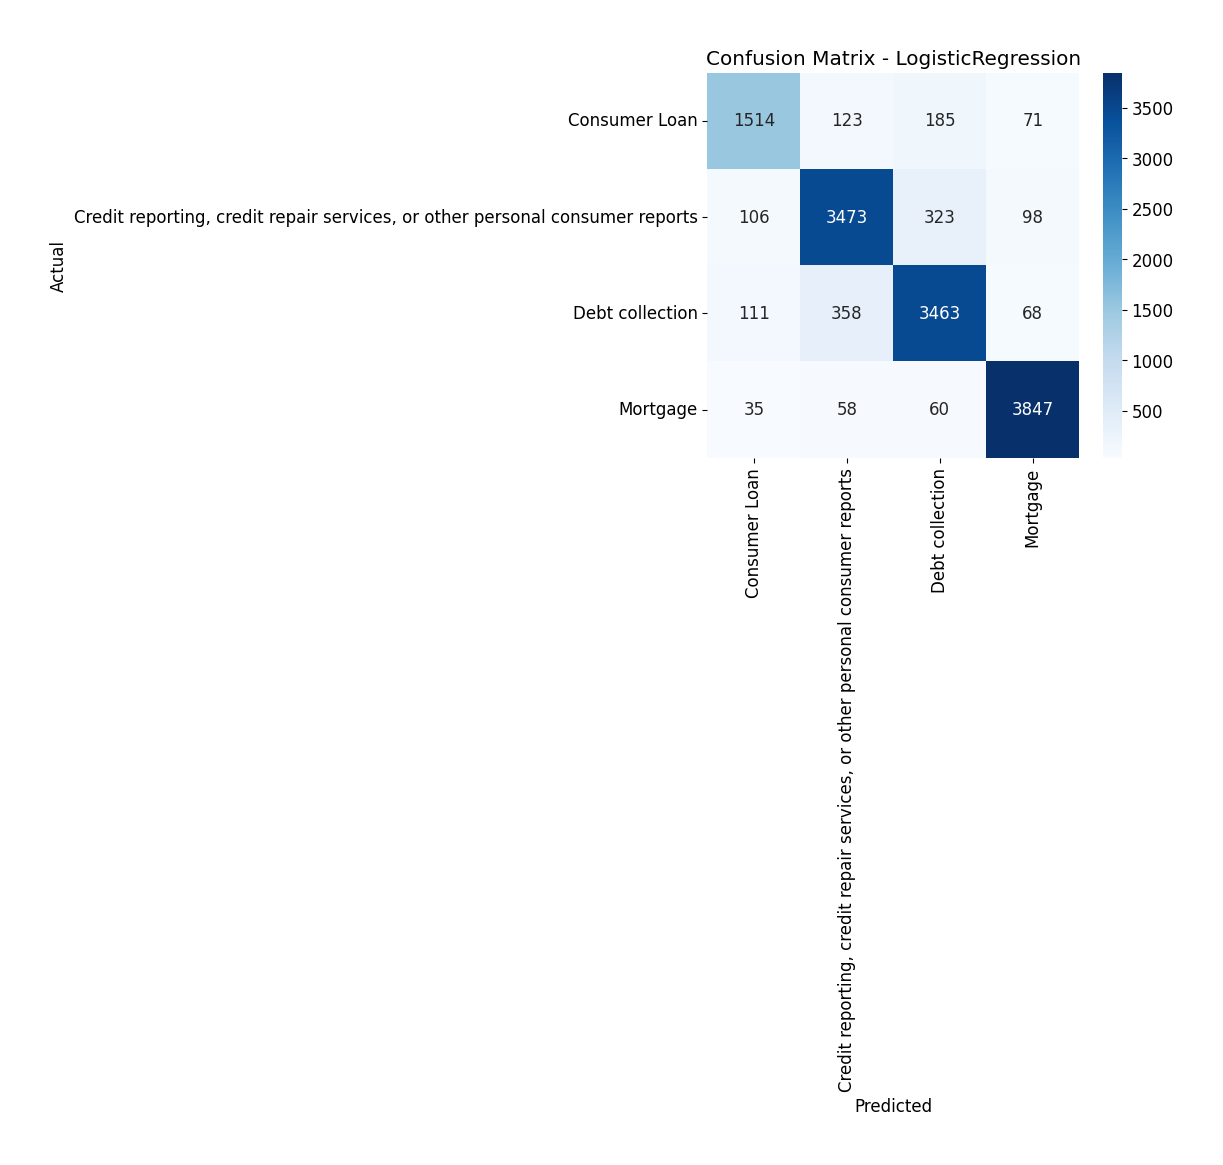 Confusion Matrix - LogisticRegression
Actual
Consumer Loan
1514 123 185 71
Credit reporting, credit repair services, or other personal consumer reports
106 3473 323 98
Debt collection
111 358 3463 68
Mortgage
35 58 60 3847
3500
3000
2500
2000
1500
1000
500
Consumer Loan
Credit reporting, credit repair services, or other personal consumer reports
Debt collection
Mortgage
Predicted